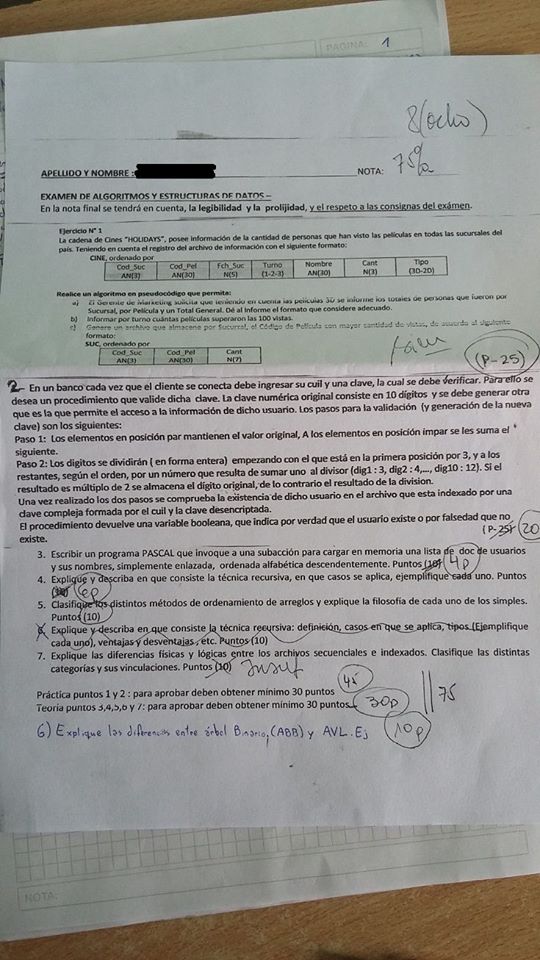 PAGINA: 1
8(ocho)
APELLIDO Y NOMBRE :
NOTA: 75%
EXAMEN DE ALGORITMOS Y ESTRUCTURAS DE DATOS –
En la nota final se tendrá en cuenta, la legibilidad y la prolijidad, y el respeto a las consignas del exámen.
Ejercicio N° 1
La cadena de Cines "HOLIDAYS", posee información de la cantidad de personas que han visto las películas en todas las sucursales del
país. Teniendo en cuenta el registro del archivo de información con el siguiente formato:
CINE, ordenado por
Cod_Suc Cod_Pel Fch_Suc Turno Nombre Cant Tipo
AN(3) AN(30) N(5) (1-2-3) AN(30) N(3) (3D-2D)
Realice un algoritmo en pseudocódigo que permita:
a) El Gerente de Marketing solicita que teniendo en cuenta las películas 3D se informe los totales de personas que fueron por
Sucursal, por Película y un Total General. Dé al Informe el formato que considere adecuado.
b) Informar por turno cuántas películas superaron las 100 vistas.
c) Genere un archivo que almacene por Sucursal, el Código de Película con mayor cantidad de vistas, de acuerdo al siguiente
formato:
SUC, ordenado por
Cod_Suc Cod_Pel Cant
AN(3) AN(30) N(7)
(P-25)
2– En un banco cada vez que el cliente se conecta debe ingresar su cuil y una clave, la cual se debe verificar. Para ello se
desea un procedimiento que valide dicha clave. La clave numérica original consiste en 10 dígitos y se debe generar otra
que es la que permite el acceso a la información de dicho usuario. Los pasos para la validación (y generación de la nueva
clave) son los siguientes:
Paso 1: Los elementos en posición par mantienen el valor original, A los elementos en posición impar se les suma el
siguiente.
Paso 2: Los digitos se dividirán ( en forma entera) empezando con el que está en la primera posición por 3, y a los
restantes, según el orden, por un número que resulta de sumar uno al divisor (dig1 : 3, dig2 : 4,..., dig10 : 12). Si el
resultado es múltiplo de 2 se almacena el dígito original, de lo contrario el resultado de la division.
Una vez realizado los dos pasos se comprueba la existencia de dicho usuario en el archivo que esta indexado por una
clave compleja formada por el cuil y la clave desencriptada.
El procedimiento devuelve una variable booleana, que indica por verdad que el usuario existe o por falsedad que no
existe. (P-25) 20
3. Escribir un programa PASCAL que invoque a una subacción para cargar en memoria una lista de doc de usuarios
y sus nombres, simplemente enlazada, ordenada alfabética descendentemente. Puntos (10) 4p
4. Explique y describa en que consiste la técnica recursiva, en que casos se aplica, ejemplifique cada uno. Puntos
6p
5. Clasifique los distintos métodos de ordenamiento de arreglos y explique la filosofía de cada uno de los simples.
Puntos (10)
6. Explique y describa en que consiste la técnica recursiva: definición, casos en que se aplica, tipos (Ejemplifique
cada uno), ventajas y desventajas , etc. Puntos (10)
7. Explique las diferencias físicas y lógicas entre los archivos secuenciales e indexados. Clasifique las distintas
categorías y sus vinculaciones. Puntos (10) Insuf
Práctica puntos 1 y 2 : para aprobar deben obtener mínimo 30 puntos 45
Teoría puntos 3,4,5,6 y 7: para aprobar deben obtener mínimo 30 puntos 30p
75
6) Explique las diferencias entre árbol Binario, (ABB) y AVL. Ej 10p
NOTA: